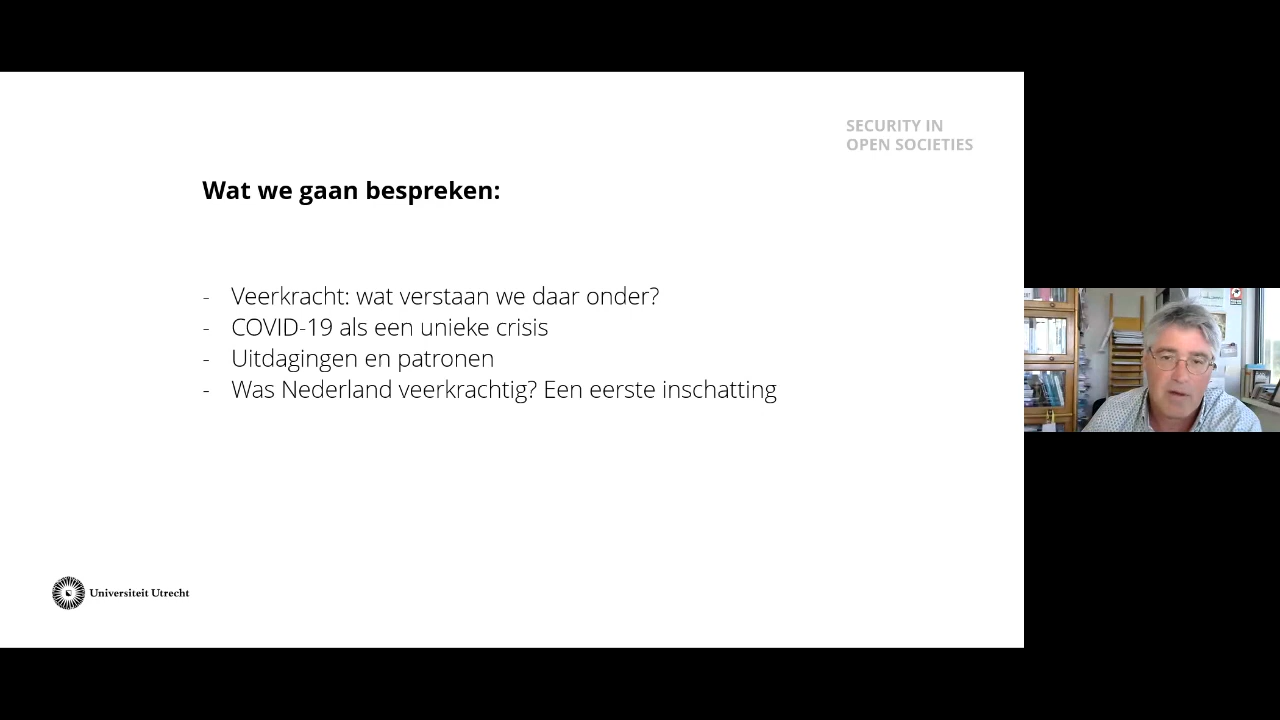 SECURITY IN
OPEN SOCIETIES
Wat we gaan bespreken:
- Veerkracht: wat verstaan we daar onder?
- COVID-19 als een unieke crisis
- Uitdagingen en patronen
- Was Nederland veerkrachtig? Een eerste inschatting
Universiteit Utrecht